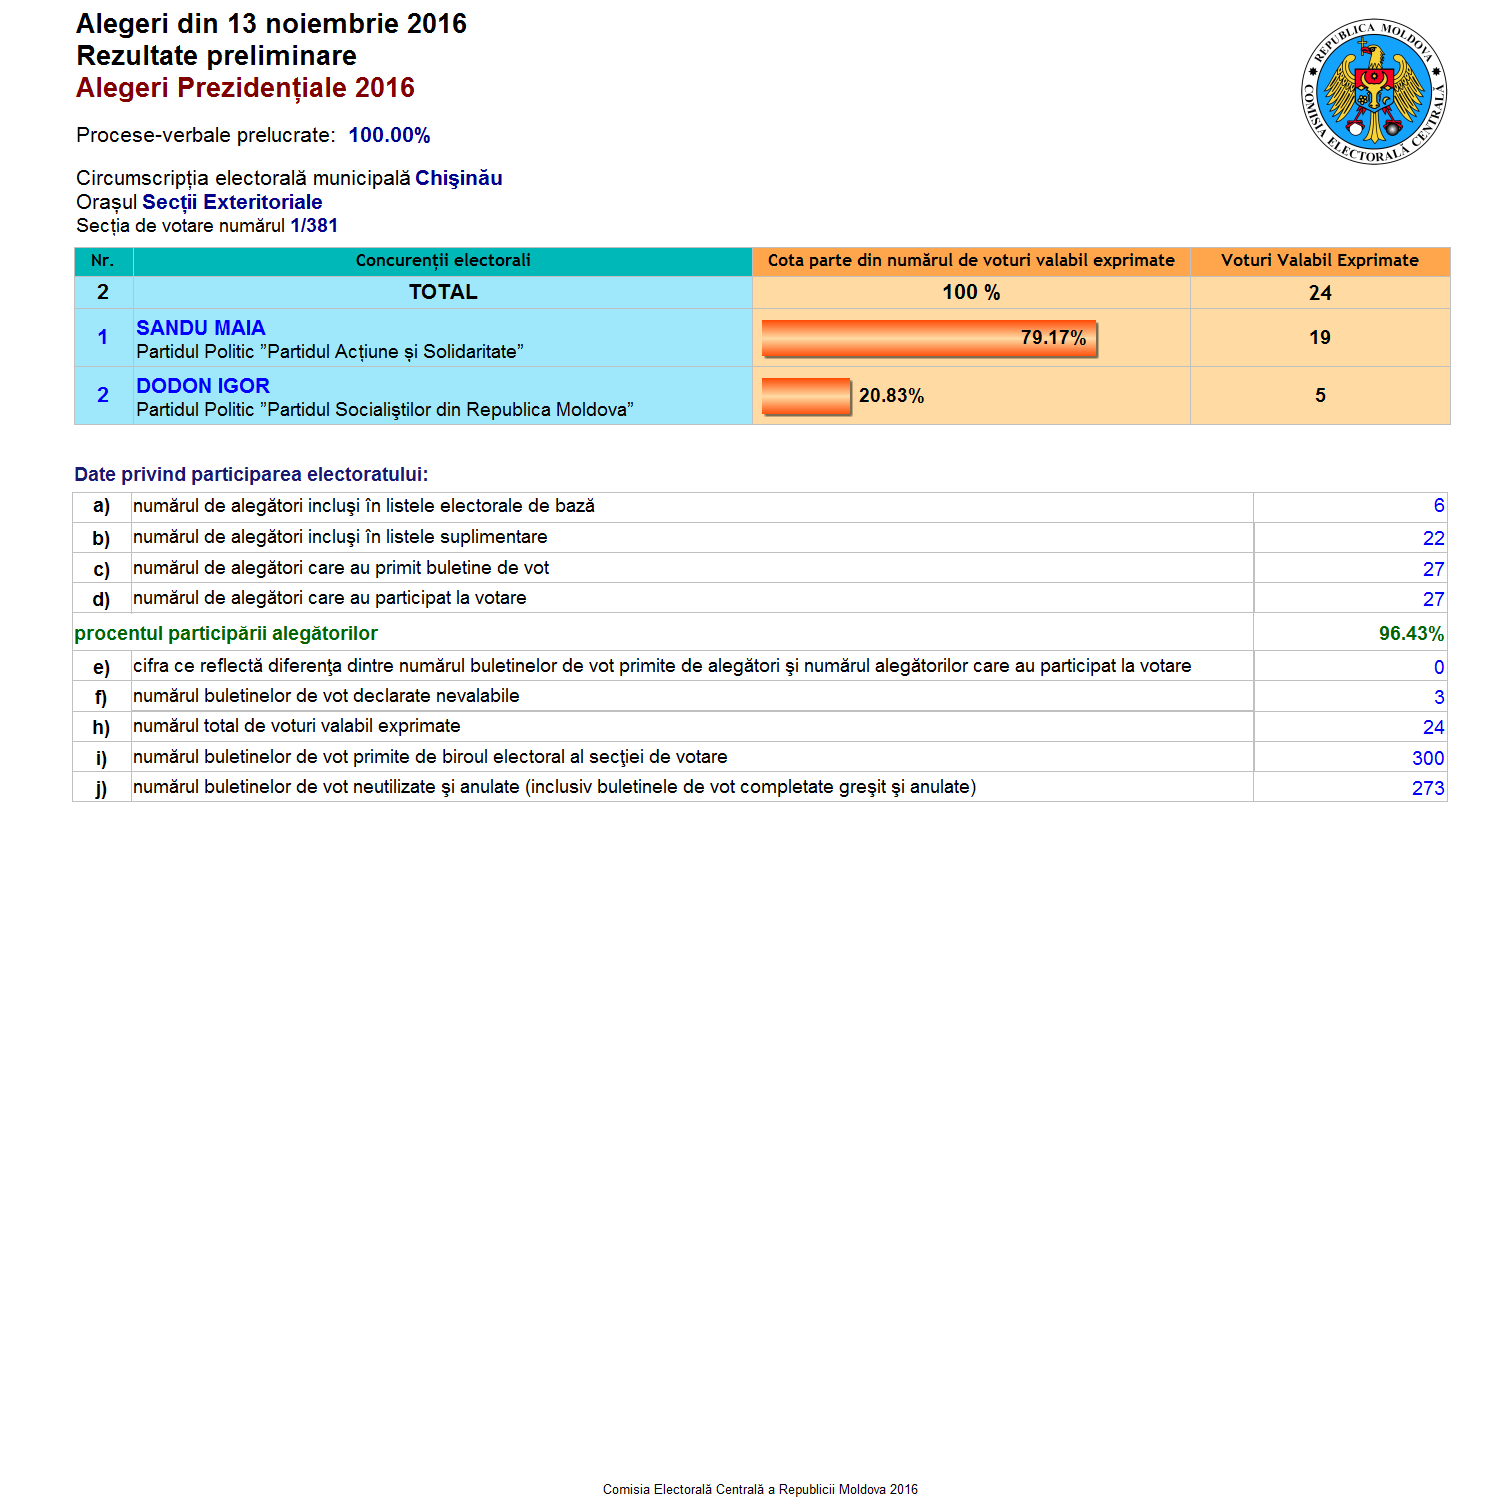 Alegeri din 13 noiembrie 2016
Rezultate preliminare
Alegeri Prezidențiale 2016
REPUBLICA MOLDOVA
COMISIA ELECTORALĂ CENTRALĂ
Procese-verbale prelucrate: 100.00%
Circumscripția electorală municipală Chişinău
Orașul Secții Exteritoriale
Secția de votare numărul 1/381
Nr. Concurenții electorali Cota parte din numărul de voturi valabil exprimate Voturi Valabil Exprimate
2 TOTAL 100 % 24
1 SANDU MAIA 79.17% 19
Partidul Politic ”Partidul Acțiune și Solidaritate”
2 DODON IGOR 20.83% 5
Partidul Politic ”Partidul Socialiştilor din Republica Moldova”
Date privind participarea electoratului:
a) numărul de alegători incluşi în listele electorale de bază 6
b) numărul de alegători incluşi în listele suplimentare 22
c) numărul de alegători care au primit buletine de vot 27
d) numărul de alegători care au participat la votare 27
procentul participării alegătorilor 96.43%
e) cifra ce reflectă diferenţa dintre numărul buletinelor de vot primite de alegători şi numărul alegătorilor care au participat la votare 0
f) numărul buletinelor de vot declarate nevalabile 3
h) numărul total de voturi valabil exprimate 24
i) numărul buletinelor de vot primite de biroul electoral al secţiei de votare 300
j) numărul buletinelor de vot neutilizate şi anulate (inclusiv buletinele de vot completate greşit şi anulate) 273
Comisia Electorală Centrală a Republicii Moldova 2016